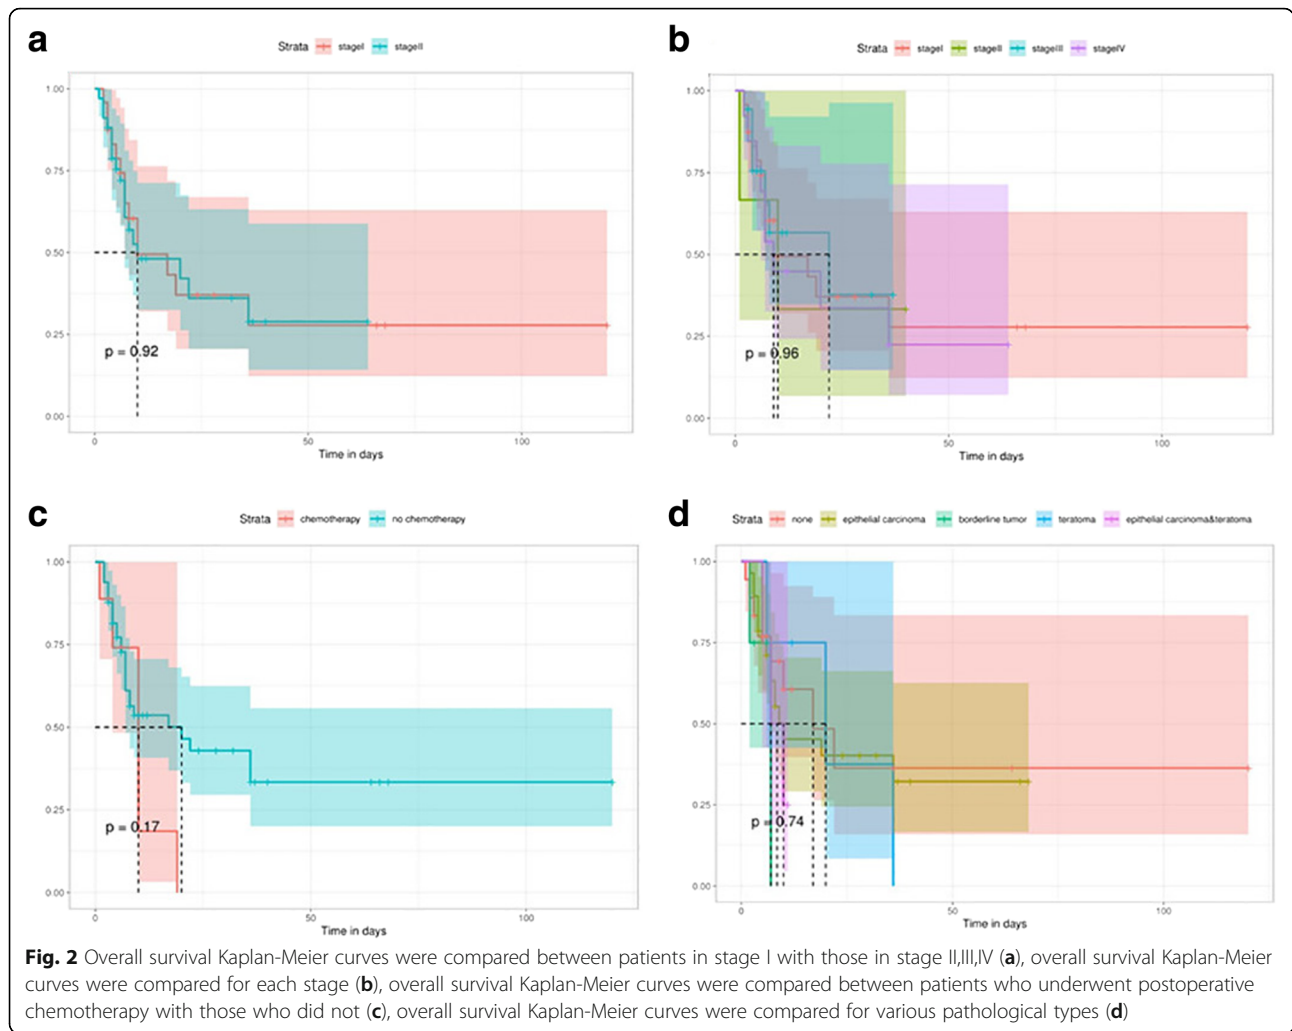 a
Strata stageI stageII
1.00
0.75
0.50
0.25
0.00
p = 0.92
0 50 100
Time in days
b
Strata stageI stageII stageIII stageIV
1.00
0.75
0.50
0.25
0.00
p = 0.96
0 50 100
Time in days
c
Strata chemotherapy no chemotherapy
1.00
0.75
0.50
0.25
0.00
p = 0.17
0 50 100
Time in days
d
Strata none epithelial carcinoma borderline tumor teratoma epithelial carcinoma&teratoma
1.00
0.75
0.50
0.25
0.00
p = 0.74
0 50 100
Time in days
Fig. 2 Overall survival Kaplan-Meier curves were compared between patients in stage I with those in stage II,III,IV (a), overall survival Kaplan-Meier
curves were compared for each stage (b), overall survival Kaplan-Meier curves were compared between patients who underwent postoperative
chemotherapy with those who did not (c), overall survival Kaplan-Meier curves were compared for various pathological types (d)